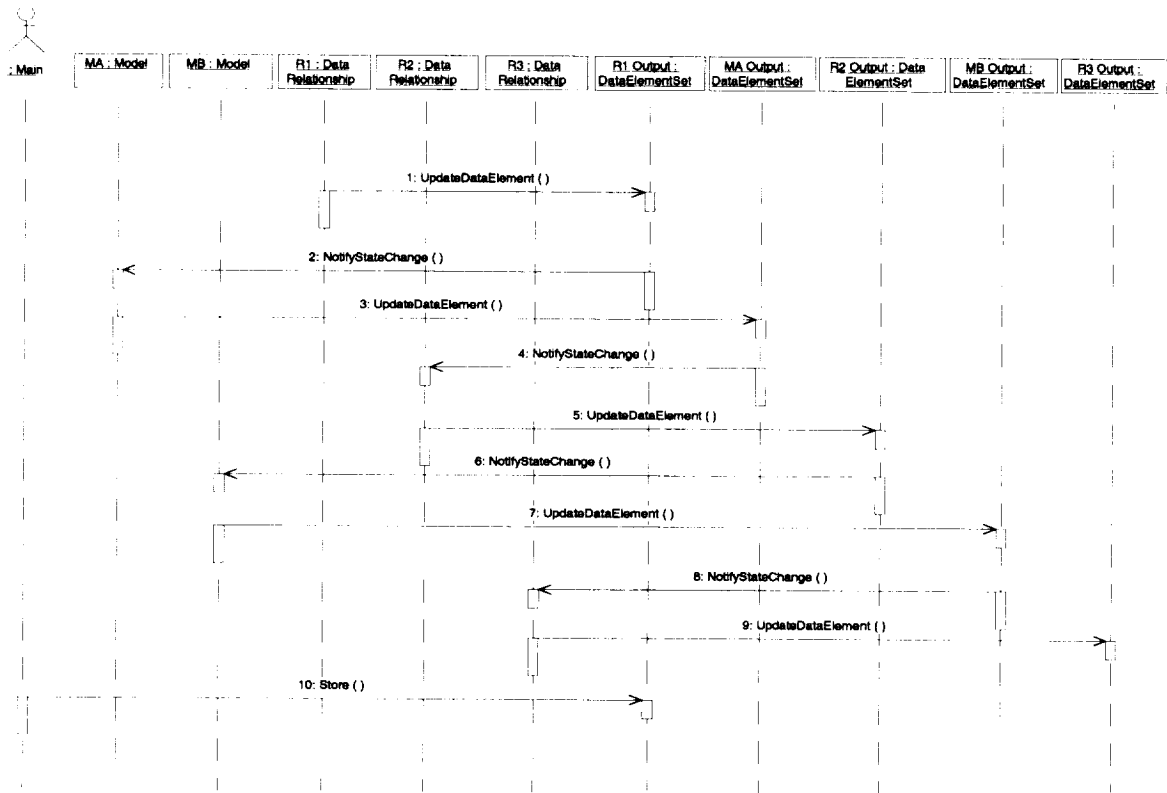 : Main
MA : Model
MB : Model
R1 : Data
Relationship
R2 : Data
Relationship
R3 : Data
Relationship
R1 Output :
DataElementSet
MA Output :
DataElementSet
R2 Output : Data
ElementSet
MB Output :
DataElementSet
R3 Output :
DataElementSet
1: UpdateDataElement ( )
2: NotifyStateChange ( )
3: UpdateDataElement ( )
4: NotifyStateChange ( )
5: UpdateDataElement ( )
6: NotifyStateChange ( )
7: UpdateDataElement ( )
8: NotifyStateChange ( )
9: UpdateDataElement ( )
10: Store ( )